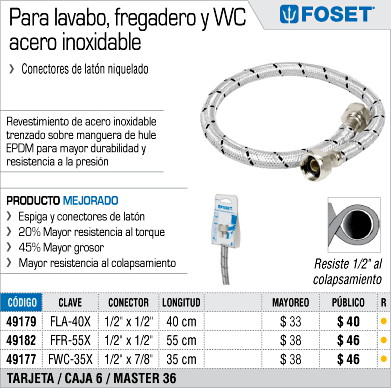 Para lavabo, fregadero y WC
acero inoxidable
FOSET®
❯ Conectores de latón niquelado
Revestimiento de acero inoxidable
trenzado sobre manguera de hule
EPDM para mayor durabilidad y
resistencia a la presión
PRODUCTO MEJORADO
❯ Espiga y conectores de latón
❯ 20% Mayor resistencia al torque
❯ 45% Mayor grosor
❯ Mayor resistencia al colapsamiento
Resiste 1/2" al
colapsamiento
CÓDIGO CLAVE CONECTOR LONGITUD MAYOREO PÚBLICO R
49179 FLA-40X 1/2" x 1/2" 40 cm $ 33 $ 40
49182 FFR-55X 1/2" x 1/2" 55 cm $ 38 $ 46
49177 FWC-35X 1/2" x 7/8" 35 cm $ 38 $ 46
TARJETA / CAJA 6 / MASTER 36